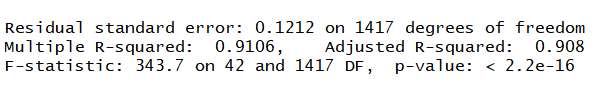 Residual standard error: 0.1212 on 1417 degrees of freedom
Multiple R-squared:  0.9106,    Adjusted R-squared:  0.908
F-statistic: 343.7 on 42 and 1417 DF,  p-value: < 2.2e-16